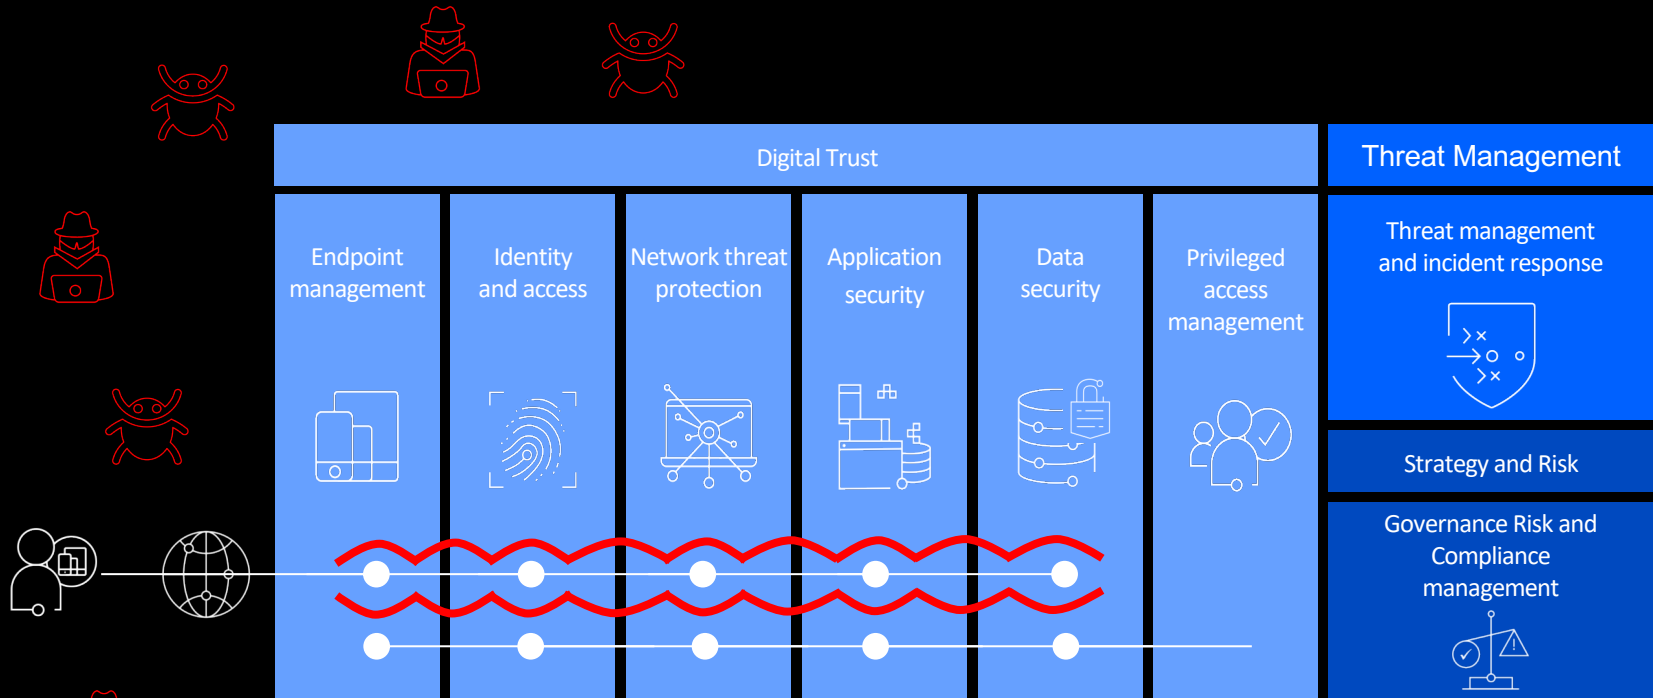 Digital Trust
Threat Management
Endpoint
management
Identity
and access
Network threat
protection
Application
security
Data
security
Privileged
access
management
Threat management
and incident response
Strategy and Risk
Governance Risk and
Compliance
management